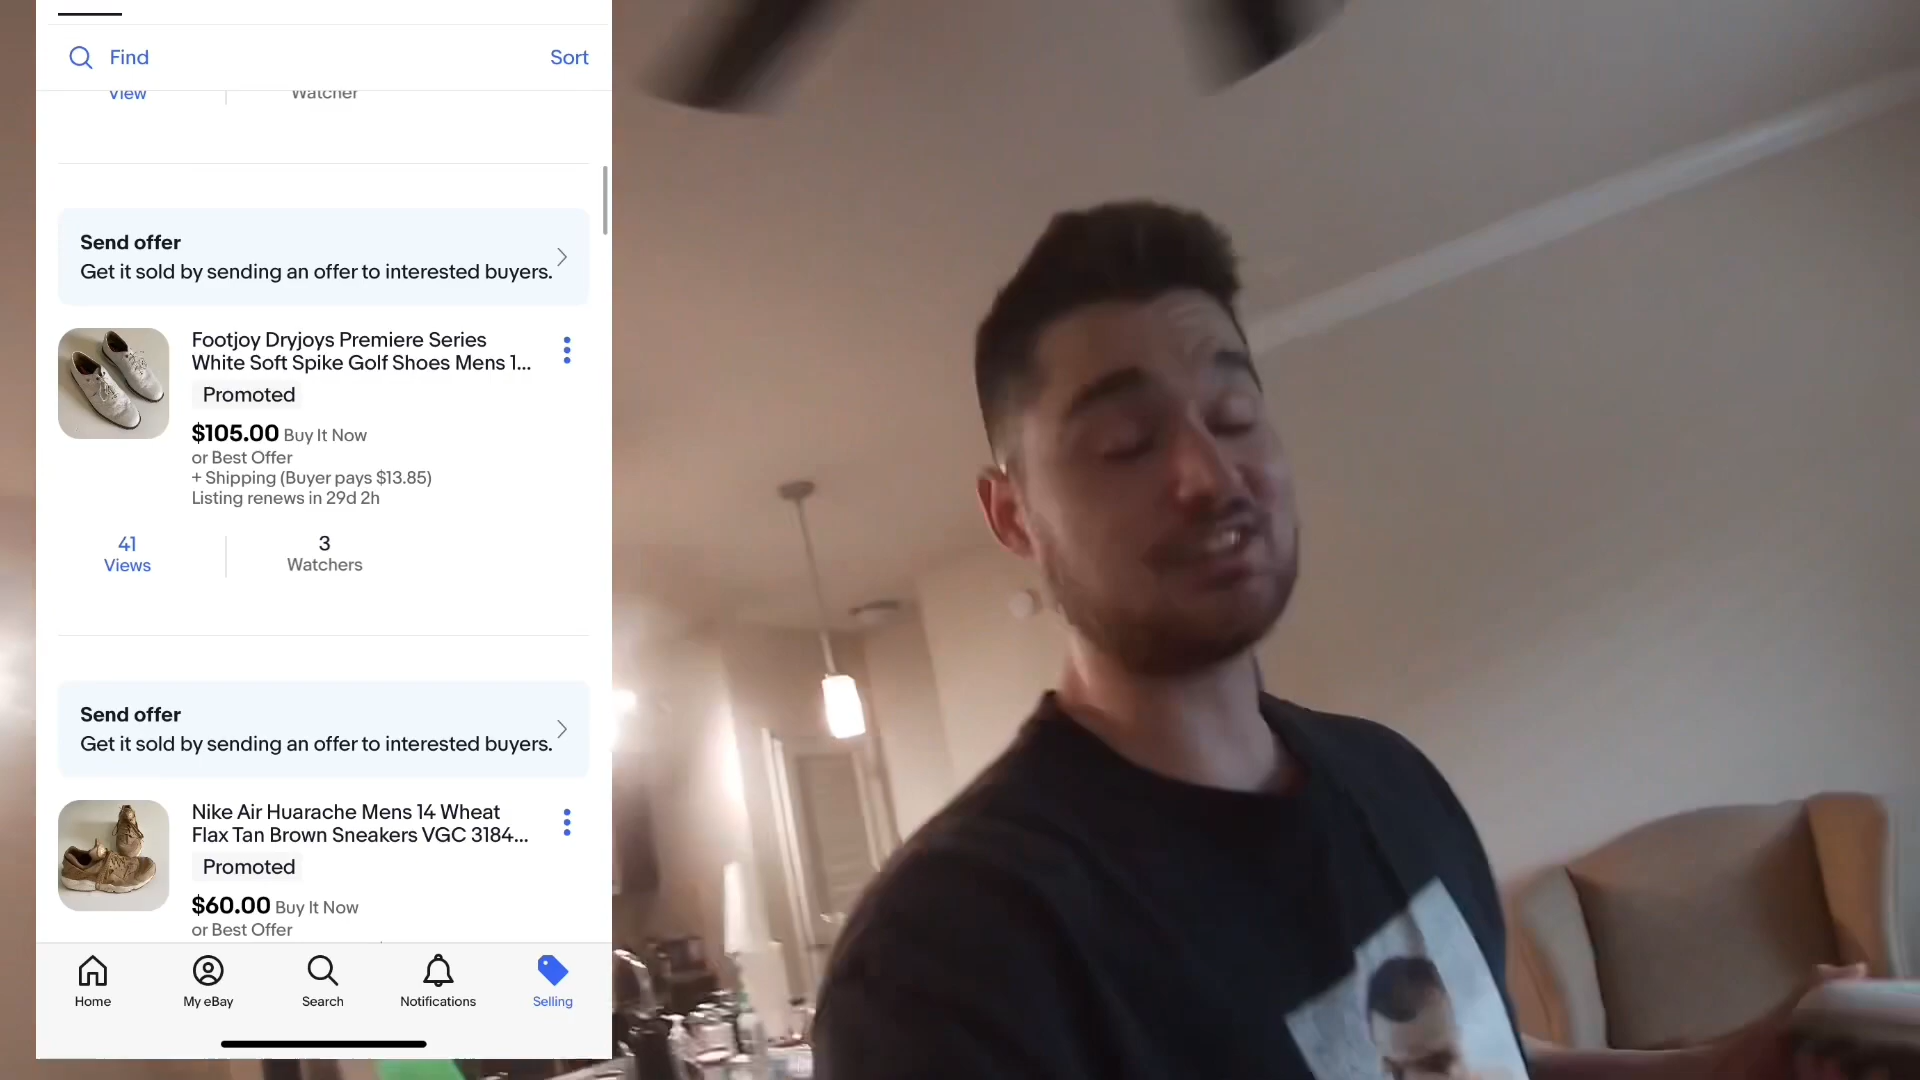 Find
Sort
View
Watcher
Send offer
Get it sold by sending an offer to interested buyers.
Footjoy Dryjoys Premiere Series
White Soft Spike Golf Shoes Mens 1...
Promoted
$105.00 Buy It Now
or Best Offer
+ Shipping (Buyer pays $13.85)
Listing renews in 29d 2h
41
Views
3
Watchers
Send offer
Get it sold by sending an offer to interested buyers.
Nike Air Huarache Mens 14 Wheat
Flax Tan Brown Sneakers VGC 3184...
Promoted
$60.00 Buy It Now
or Best Offer
Home
My eBay
Search
Notifications
Selling